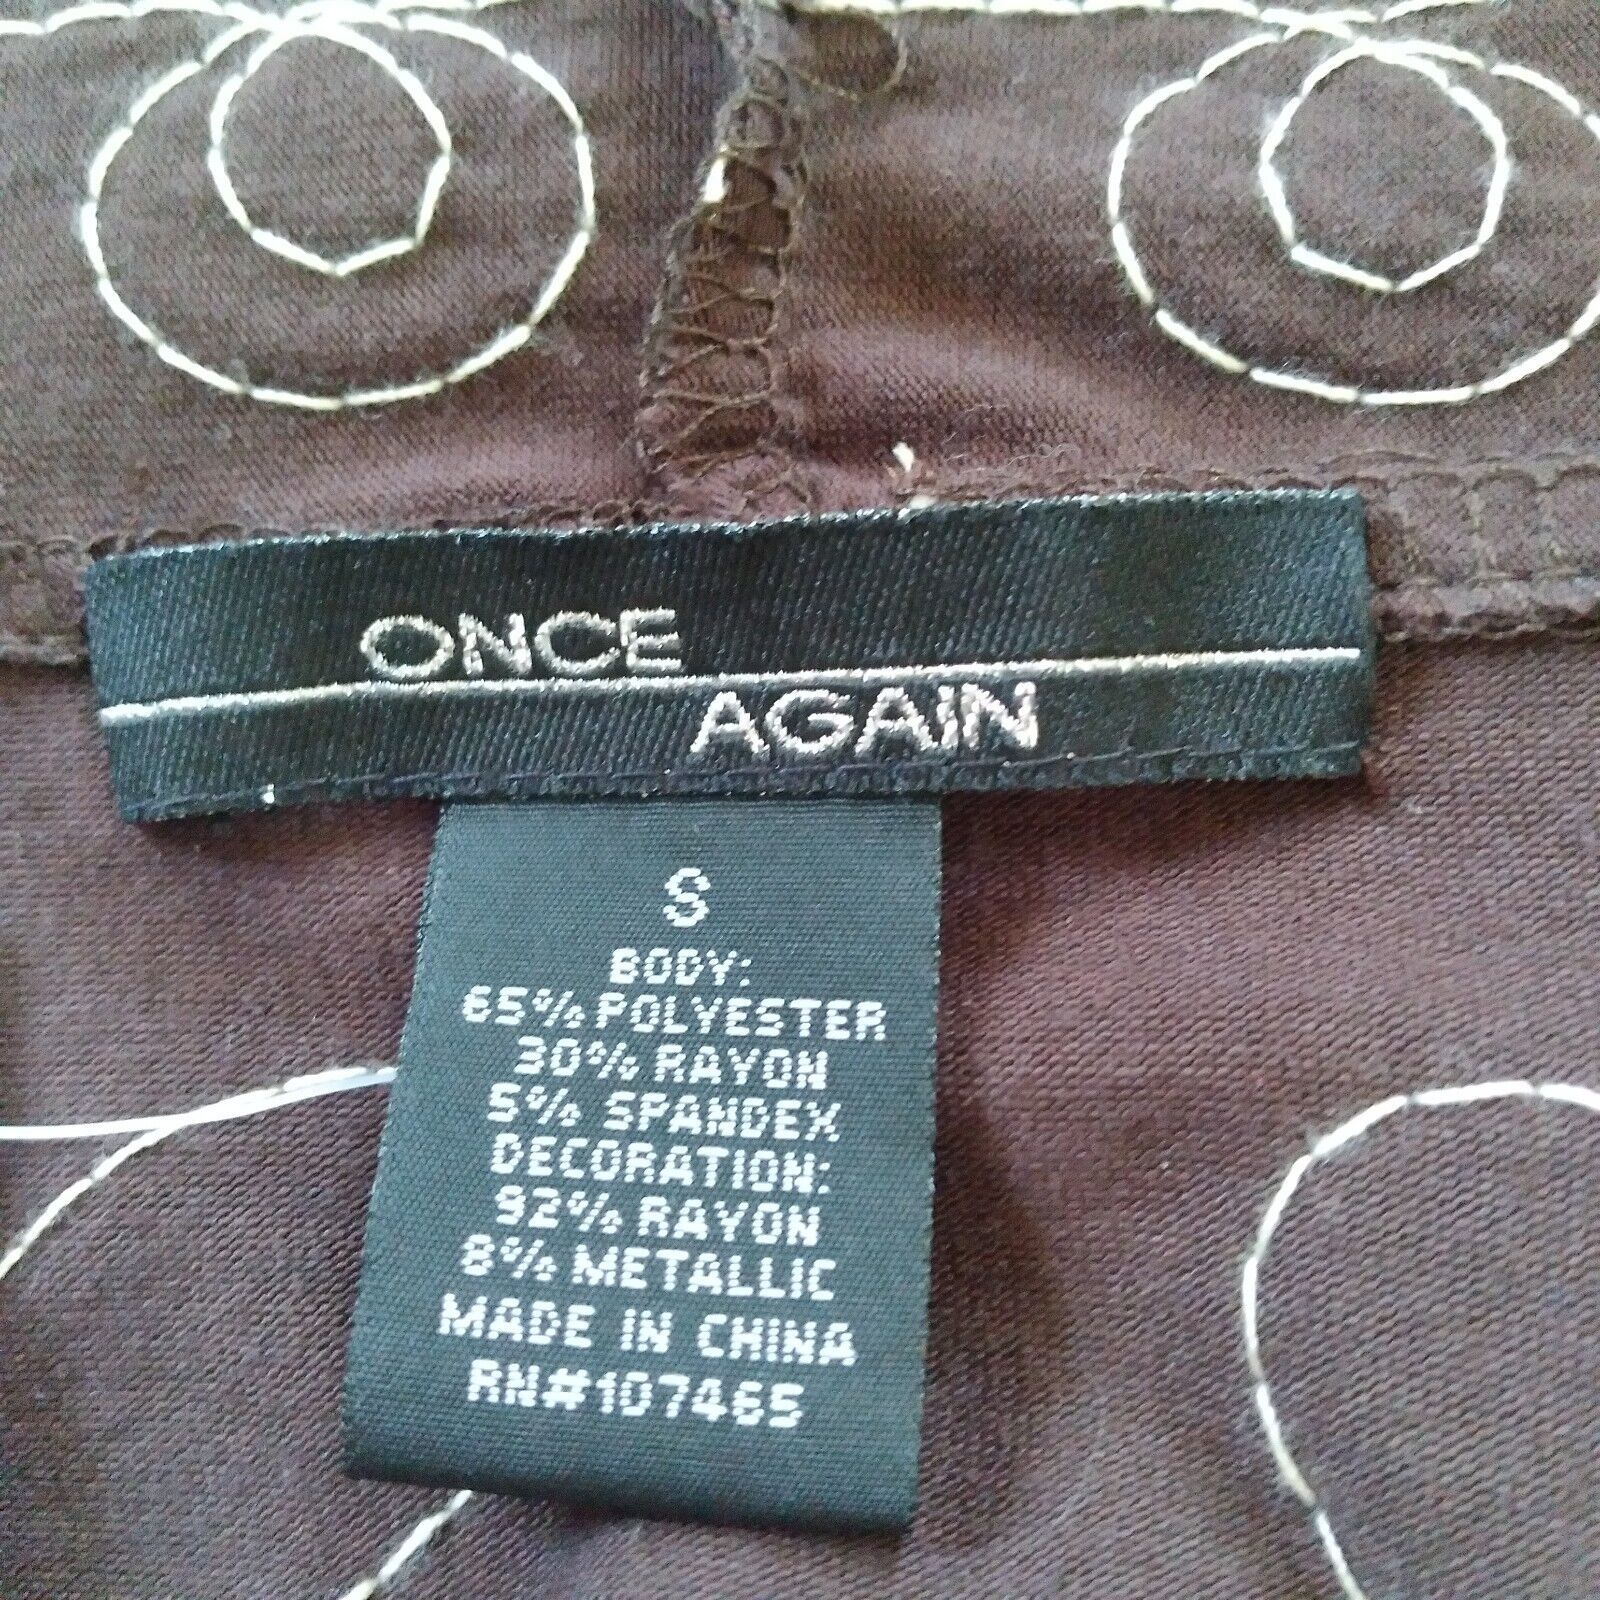 ONCE
AGAIN
S
BODY:
65% POLYESTER
30% RAYON
5% SPANDEX
DECORATION:
92% RAYON
8% METALLIC
MADE IN CHINA
RN#107465